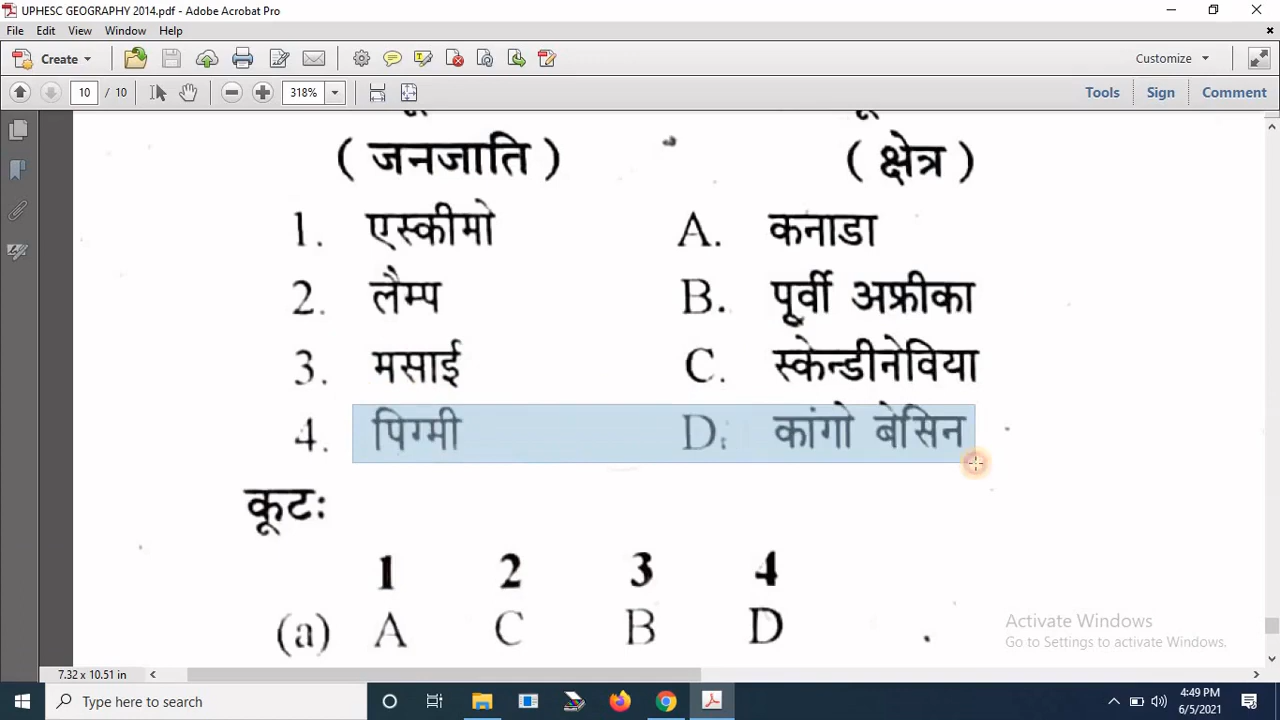 UPHESC GEOGRAPHY 2014.pdf - Adobe Acrobat Pro
File Edit View Window Help
Create Customize
10 / 10 318% Tools Sign Comment
( जनजाति ) ( क्षेत्र )
1. एस्कीमो A. कनाडा
2. लैम्प B. पूर्वी अफ्रीका
3. मसाई C. स्केन्डीनेविया
4. पिग्मी D. कांगो बेसिन
कूटः
1 2 3 4
(a) A C B D
Activate Windows
Go to Settings to activate Windows.
7.32 x 10.51 in
Type here to search
4:49 PM
6/5/2021